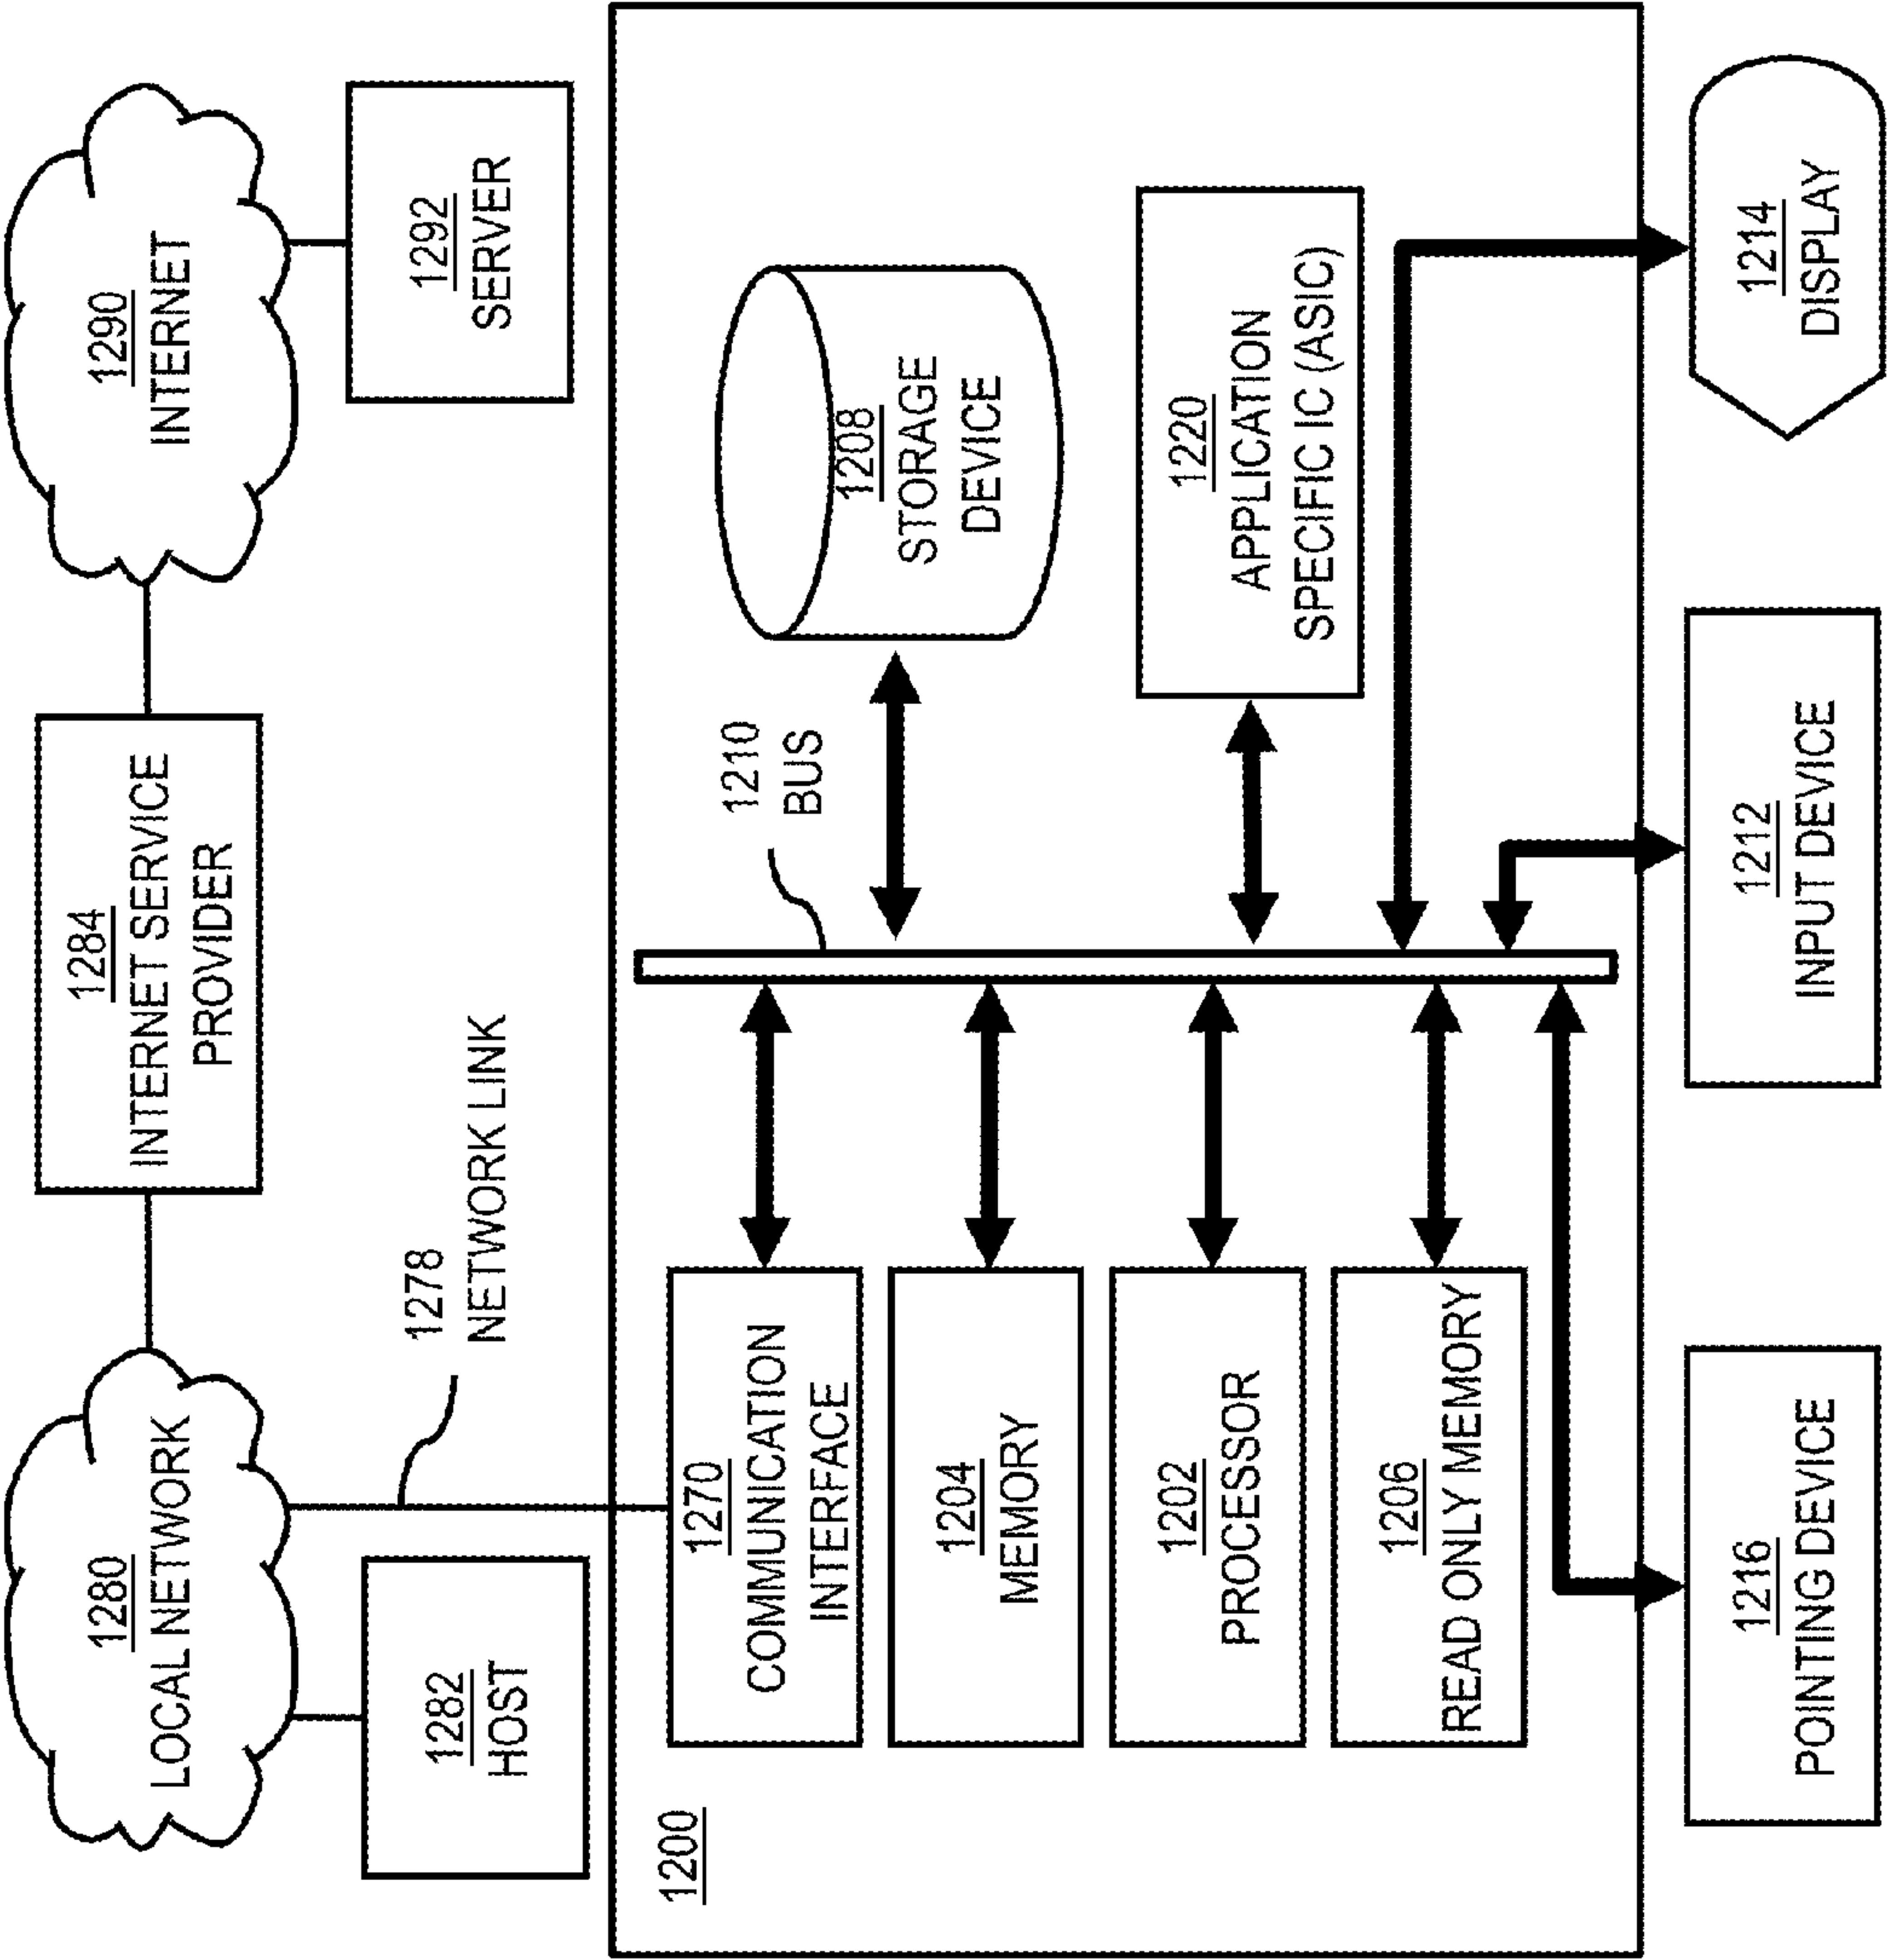 1280
LOCAL NETWORK
1284
INTERNET SERVICE
PROVIDER
1290
INTERNET
1282
HOST
1278
NETWORK LINK
1292
SERVER
1200
1270
COMMUNICATION
INTERFACE
1210
BUS
1208
STORAGE
DEVICE
1204
MEMORY
1202
PROCESSOR
1220
APPLICATION
SPECIFIC IC (ASIC)
1206
READ ONLY MEMORY
1216
POINTING DEVICE
1212
INPUT DEVICE
1214
DISPLAY